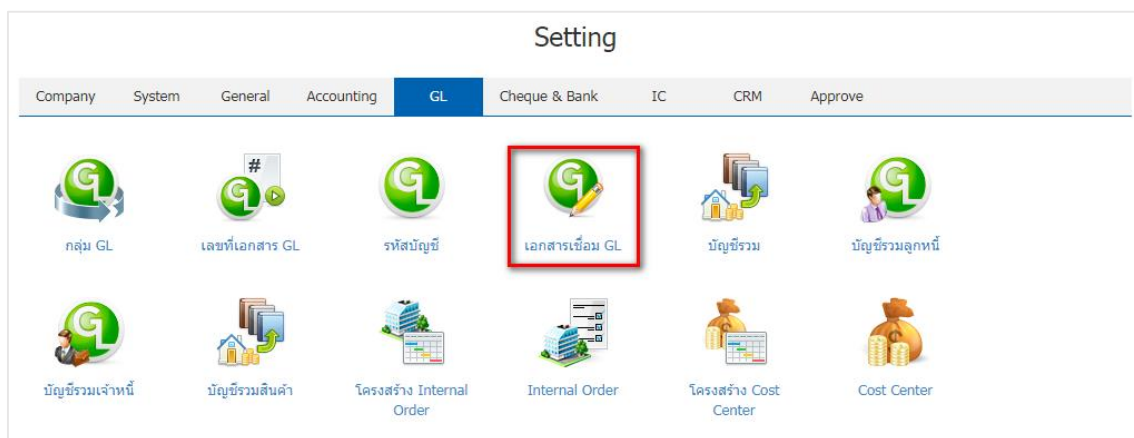 Setting
Company System General Accounting GL Cheque & Bank IC CRM Approve
#
กลุ่ม GL เลขที่เอกสาร GL รหัสบัญชี เอกสารเชื่อม GL บัญชีรวม บัญชีรวมลูกหนี้
บัญชีรวมเจ้าหนี้ บัญชีรวมสินค้า โครงสร้าง Internal Order Internal Order โครงสร้าง Cost Center Cost Center